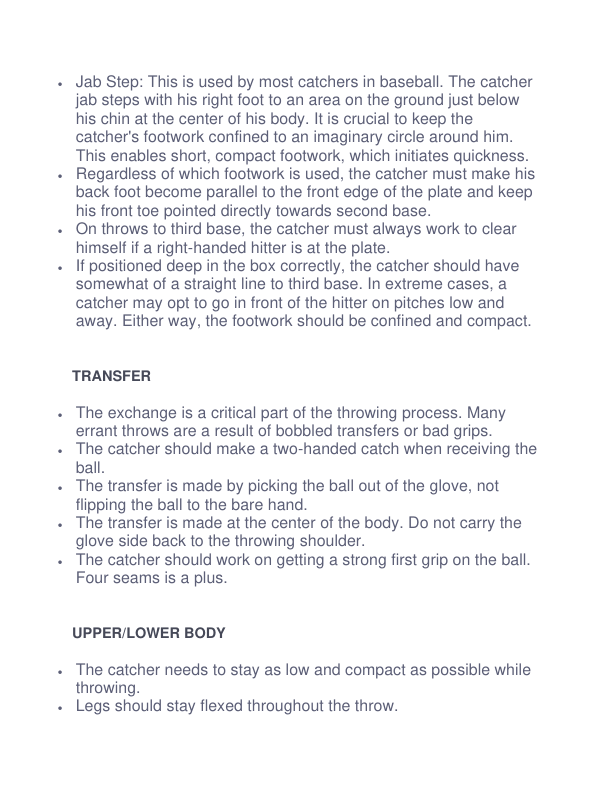 • Jab Step: This is used by most catchers in baseball. The catcher
jab steps with his right foot to an area on the ground just below
his chin at the center of his body. It is crucial to keep the
catcher's footwork confined to an imaginary circle around him.
This enables short, compact footwork, which initiates quickness.
• Regardless of which footwork is used, the catcher must make his
back foot become parallel to the front edge of the plate and keep
his front toe pointed directly towards second base.
• On throws to third base, the catcher must always work to clear
himself if a right-handed hitter is at the plate.
• If positioned deep in the box correctly, the catcher should have
somewhat of a straight line to third base. In extreme cases, a
catcher may opt to go in front of the hitter on pitches low and
away. Either way, the footwork should be confined and compact.
TRANSFER
• The exchange is a critical part of the throwing process. Many
errant throws are a result of bobbled transfers or bad grips.
• The catcher should make a two-handed catch when receiving the
ball.
• The transfer is made by picking the ball out of the glove, not
flipping the ball to the bare hand.
• The transfer is made at the center of the body. Do not carry the
glove side back to the throwing shoulder.
• The catcher should work on getting a strong first grip on the ball.
Four seams is a plus.
UPPER/LOWER BODY
• The catcher needs to stay as low and compact as possible while
throwing.
• Legs should stay flexed throughout the throw.